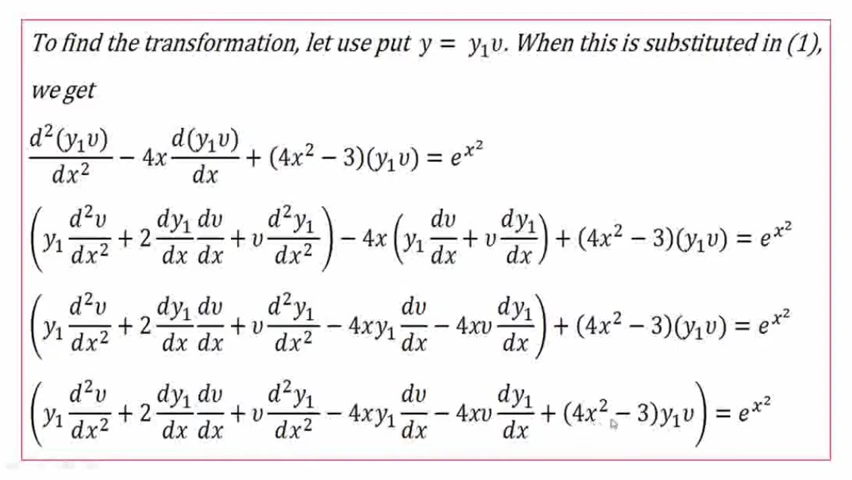 To find the transformation, let use put y = y₁v. When this is substituted in (1),
we get
d²(y₁v)/dx² − 4x d(y₁v)/dx + (4x² − 3)(y₁v) = e^x²
(y₁ d²v/dx² + 2 dy₁/dx dv/dx + v d²y₁/dx²) − 4x (y₁ dv/dx + v dy₁/dx) + (4x² − 3)(y₁v) = e^x²
(y₁ d²v/dx² + 2 dy₁/dx dv/dx + v d²y₁/dx² − 4xy₁ dv/dx − 4xv dy₁/dx) + (4x² − 3)(y₁v) = e^x²
(y₁ d²v/dx² + 2 dy₁/dx dv/dx + v d²y₁/dx² − 4xy₁ dv/dx − 4xv dy₁/dx + (4x² − 3)y₁v) = e^x²